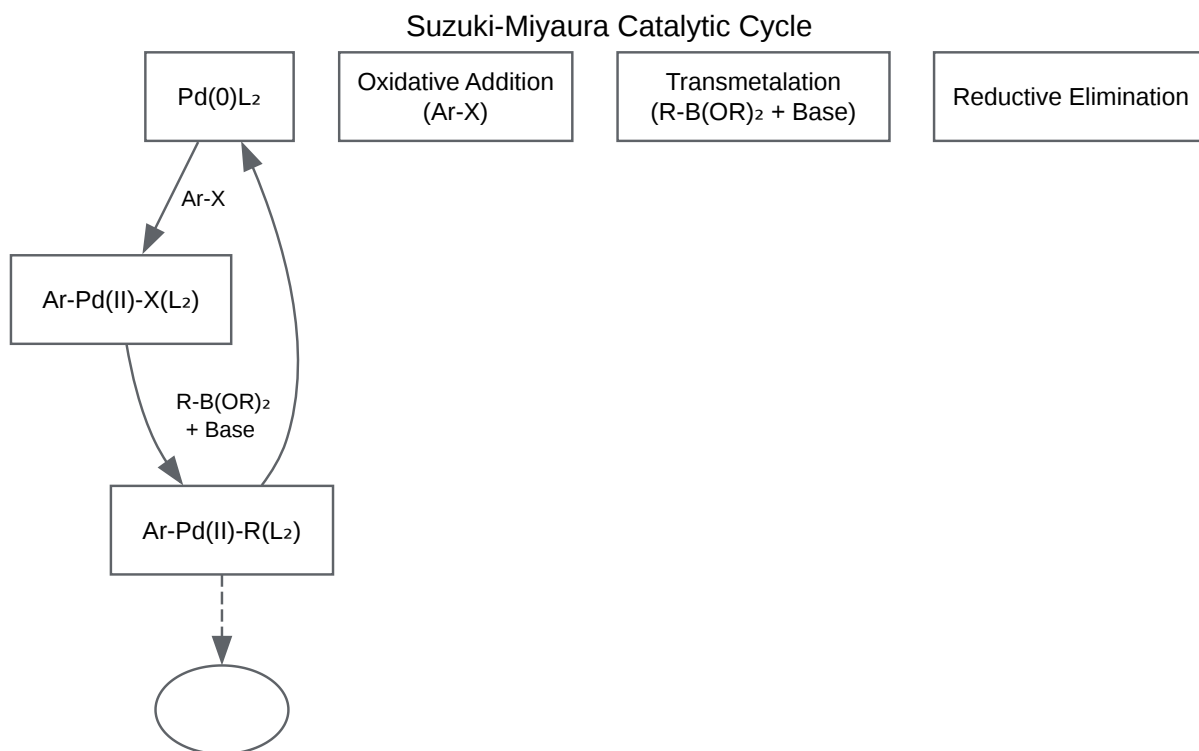 Suzuki-Miyaura Catalytic Cycle
Pd(0)L₂
Oxidative Addition
(Ar-X)
Transmetalation
(R-B(OR)₂ + Base)
Reductive Elimination
Ar-X
Ar-Pd(II)-X(L₂)
R-B(OR)₂
+ Base
Ar-Pd(II)-R(L₂)